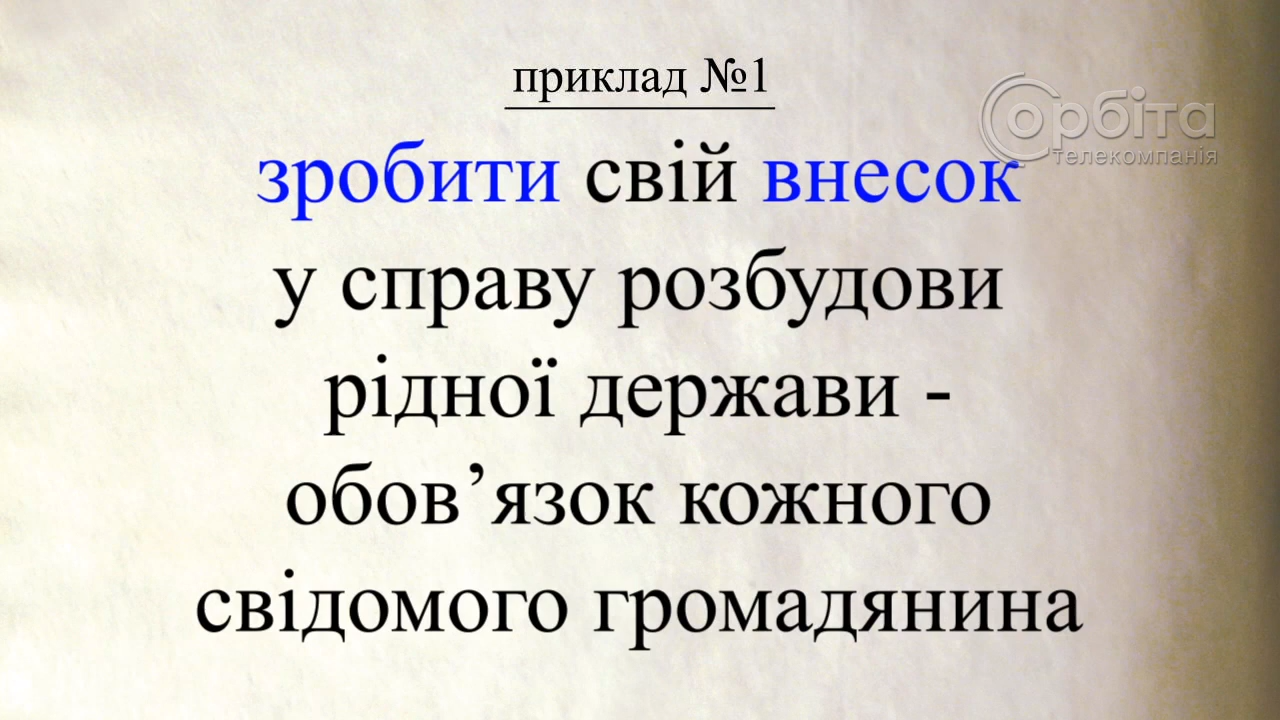 приклад №1
орбіта
телекомпанія
зробити свій внесок
у справу розбудови
рідної держави -
обов’язок кожного
свідомого громадянина